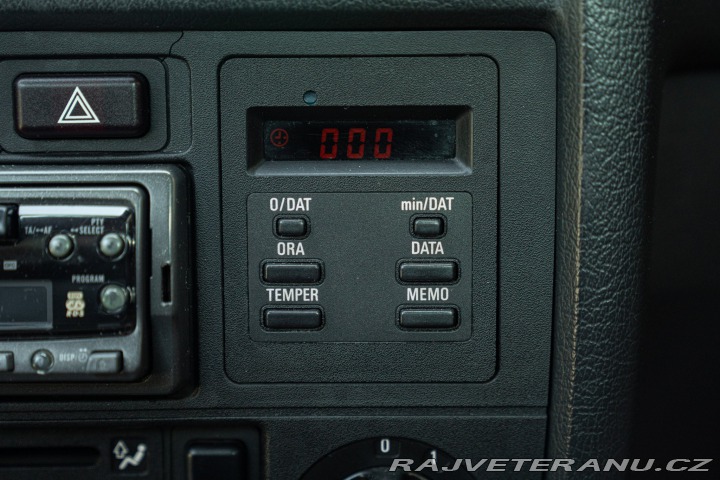 000
O/DAT
min/DAT
ORA
DATA
TEMPER
MEMO
TA/◄►AF
PTY
SELECT
PROGRAM
DISP
0
1
RAJVETERANU.CZ